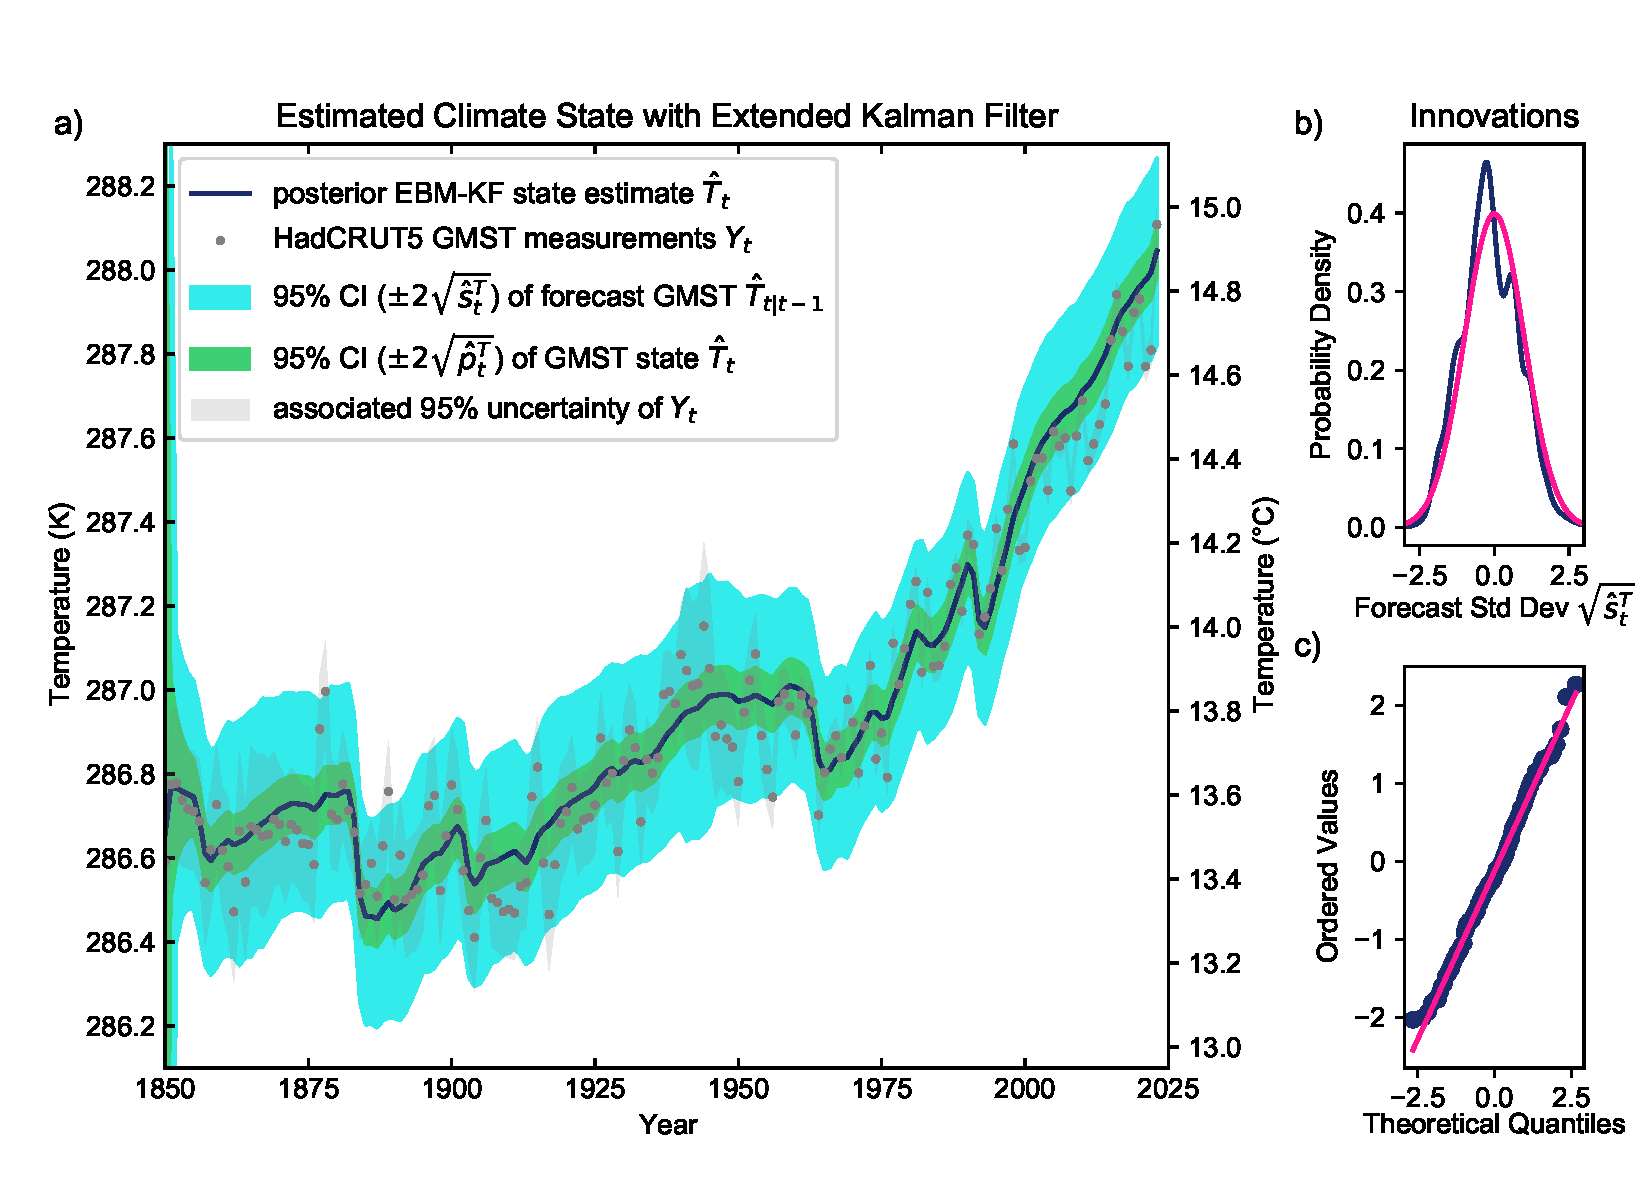 a)
Estimated Climate State with Extended Kalman Filter
posterior EBM-KF state estimate T̂ₜ
HadCRUT5 GMST measurements Yₜ
95% CI (±2√ŝₜᵀ) of forecast GMST T̂ₜ|ₜ₋₁
95% CI (±2√p̂ₜᵀ) of GMST state T̂ₜ
associated 95% uncertainty of Yₜ
Temperature (K)
288.2
288.0
287.8
287.6
287.4
287.2
287.0
286.8
286.6
286.4
286.2
1850 1875 1900 1925 1950 1975 2000 2025
Year
15.0
14.8
14.6
14.4
14.2
14.0
13.8
13.6
13.4
13.2
13.0
Temperature (°C)
b)
Innovations
Probability Density
0.4
0.3
0.2
0.1
0.0
−2.5 0.0 2.5
Forecast Std Dev √ŝₜᵀ
c)
Ordered Values
2
1
0
−1
−2
−2.5 0.0 2.5
Theoretical Quantiles